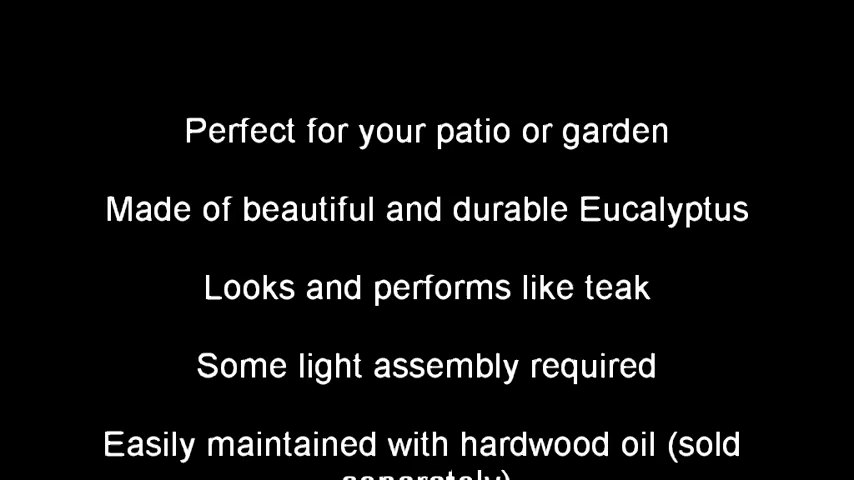 Perfect for your patio or garden
Made of beautiful and durable Eucalyptus
Looks and performs like teak
Some light assembly required
Easily maintained with hardwood oil (sold
separately)